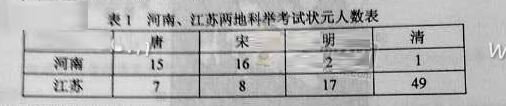 表1 河南、江苏两地科举考试状元人数表
唐 宋 明 清
河南 15 16 2 1
江苏 7 8 17 49
W